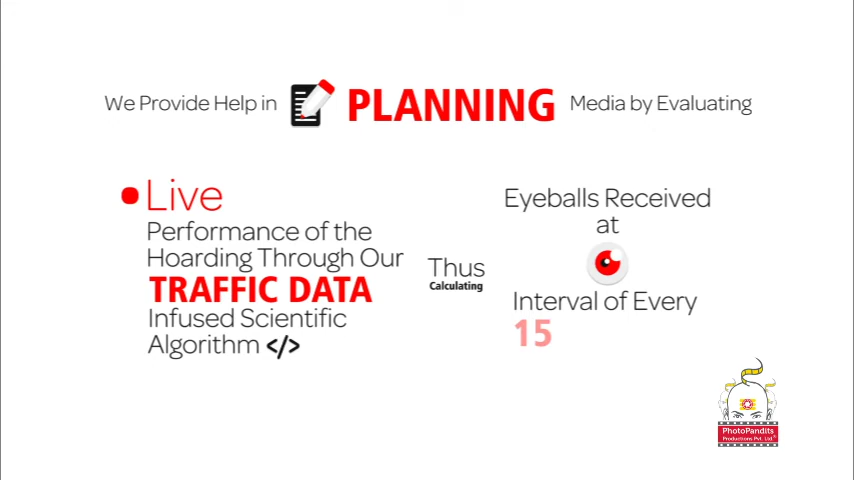 We Provide Help in PLANNING Media by Evaluating
Live
Performance of the
Hoarding Through Our
TRAFFIC DATA
Infused Scientific
Algorithm </>
Thus
Calculating
Eyeballs Received
at
Interval of Every
15
PhotoPandits
Productions Pvt. Ltd.®